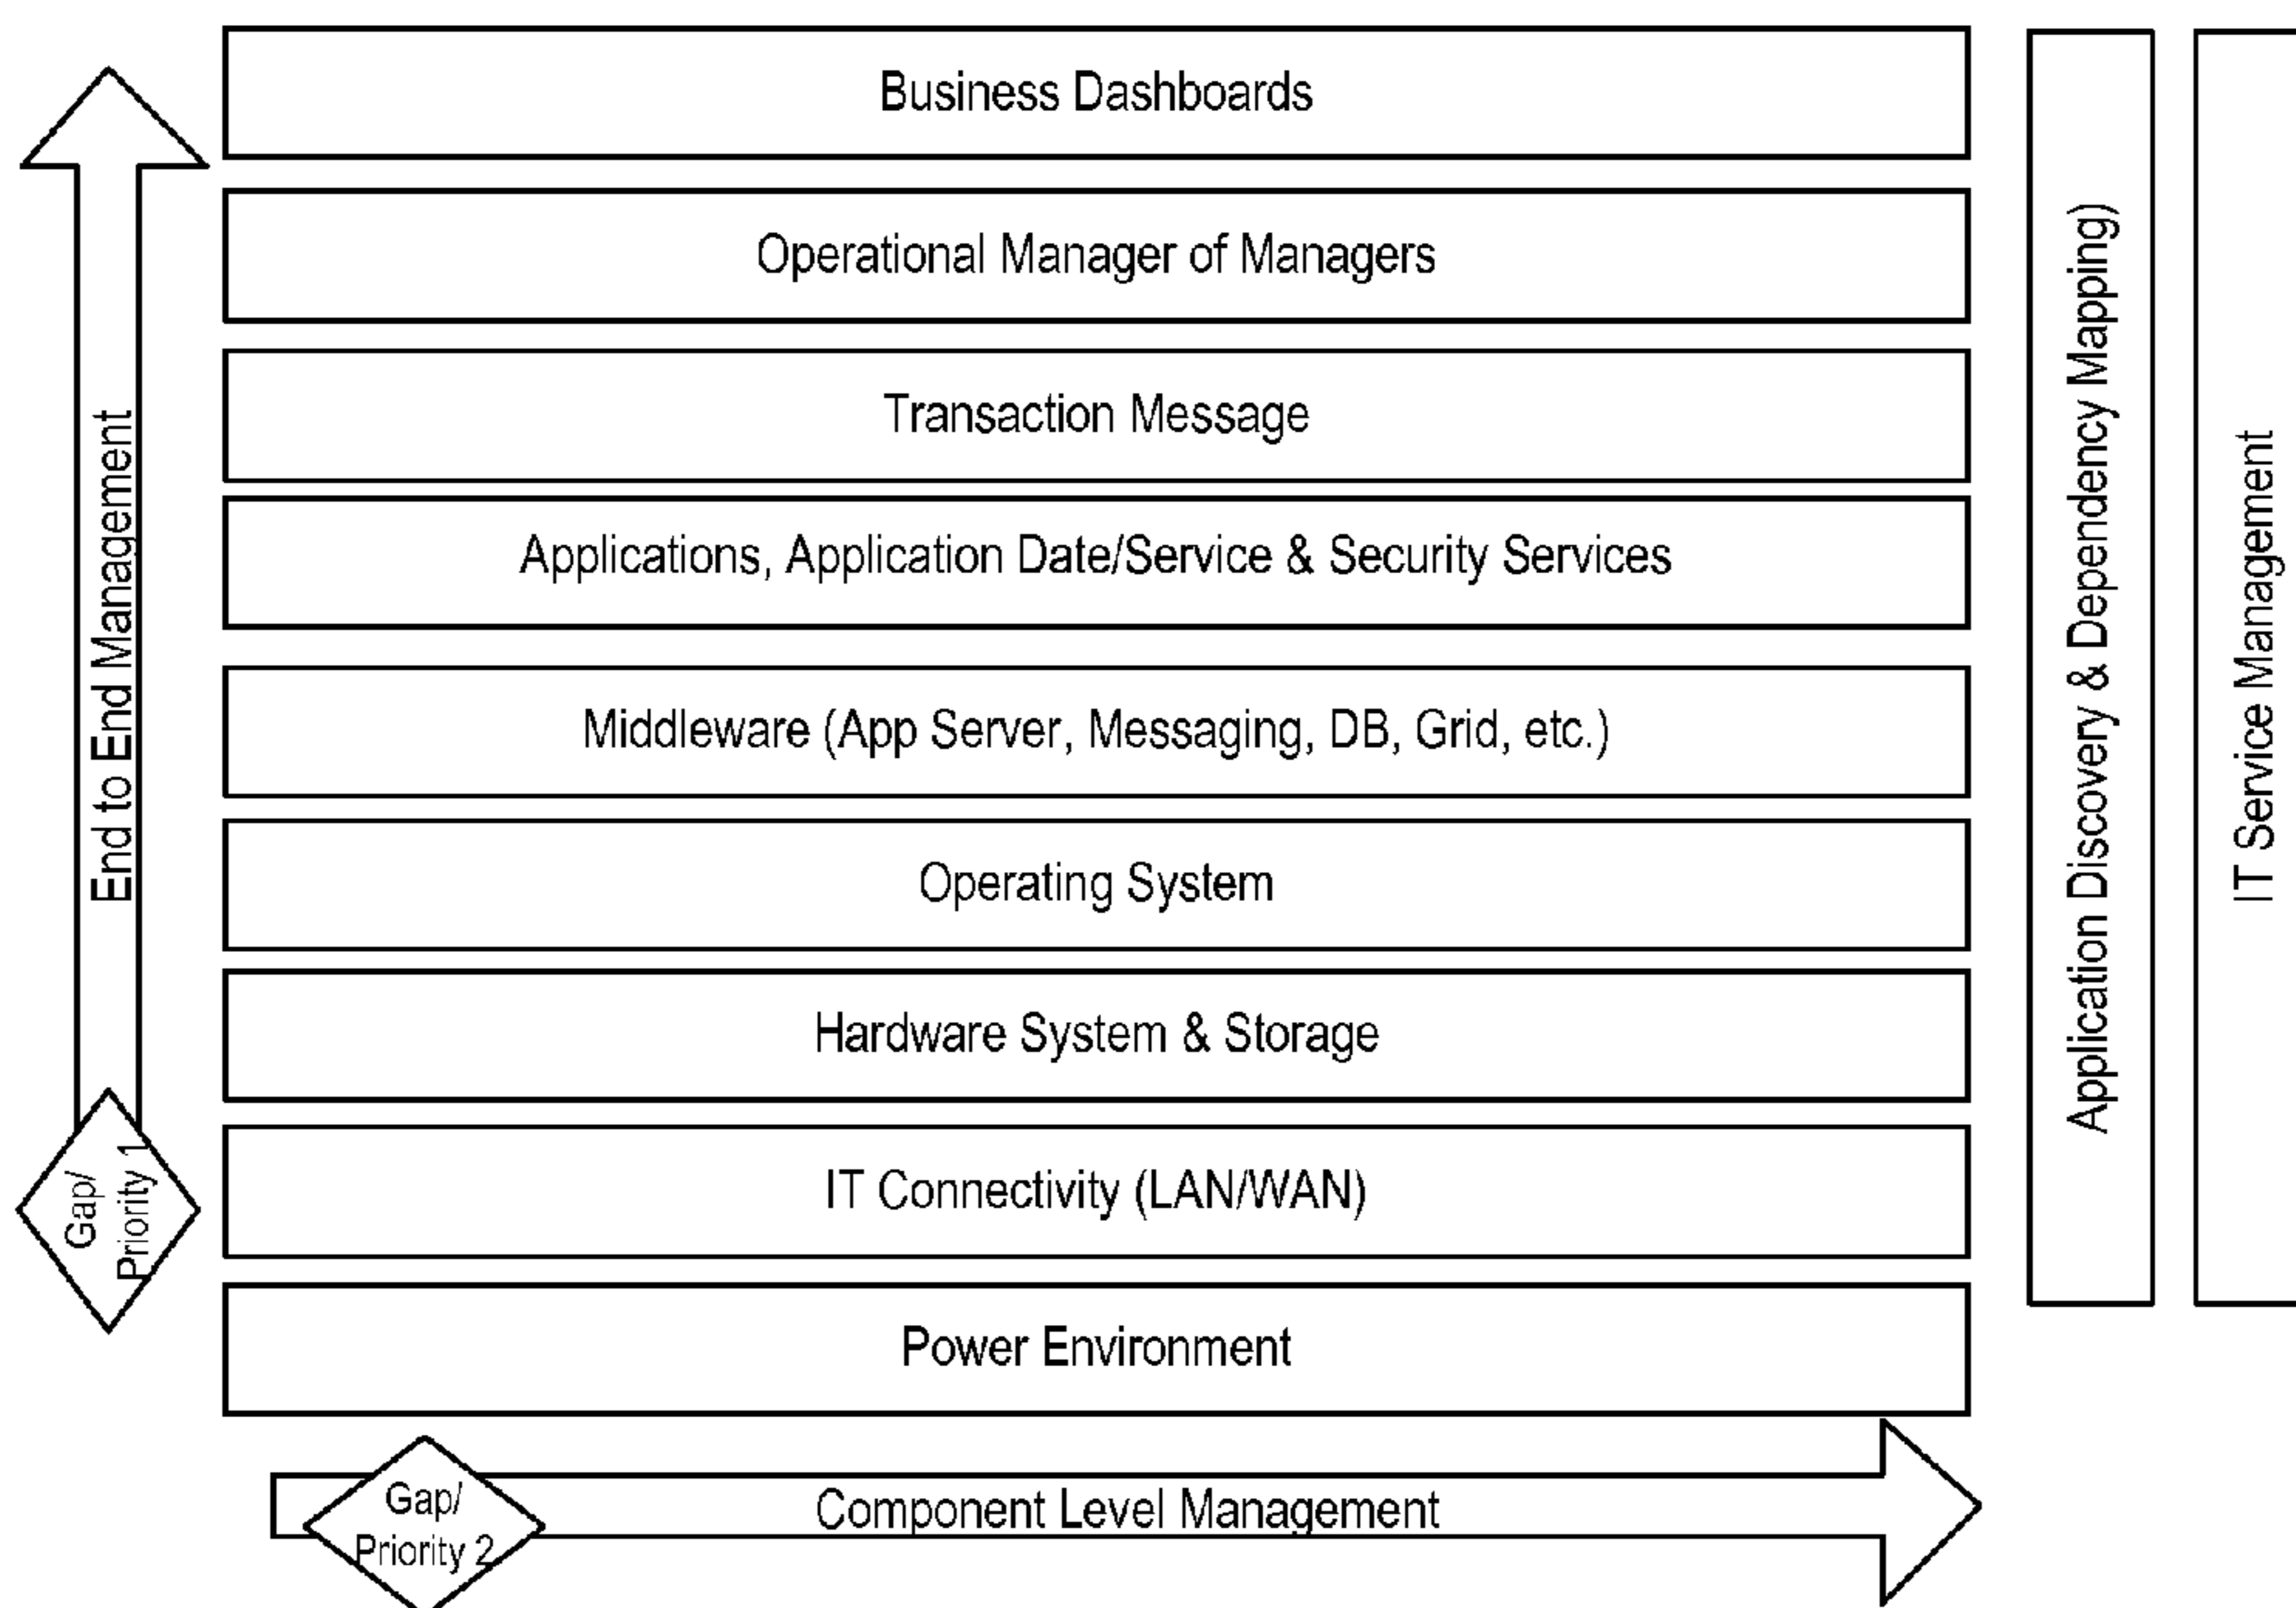 Business Dashboards
Operational Manager of Managers
Transaction Message
Applications, Application Date/Service & Security Services
Middleware (App Server, Messaging, DB, Grid, etc.)
Operating System
Hardware System & Storage
IT Connectivity (LAN/WAN)
Power Environment
End to End Management
Gap/
Priority 1
Gap/
Priority 2
Component Level Management
Application Discovery & Dependency Mapping)
IT Service Management